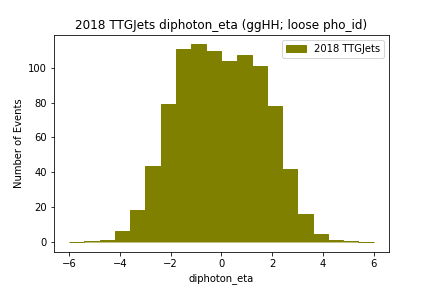 2018 TTGJets diphoton_eta (ggHH; loose pho_id)
2018 TTGJets
Number of Events
100
80
60
40
20
0
−6 −4 −2 0 2 4 6
diphoton_eta